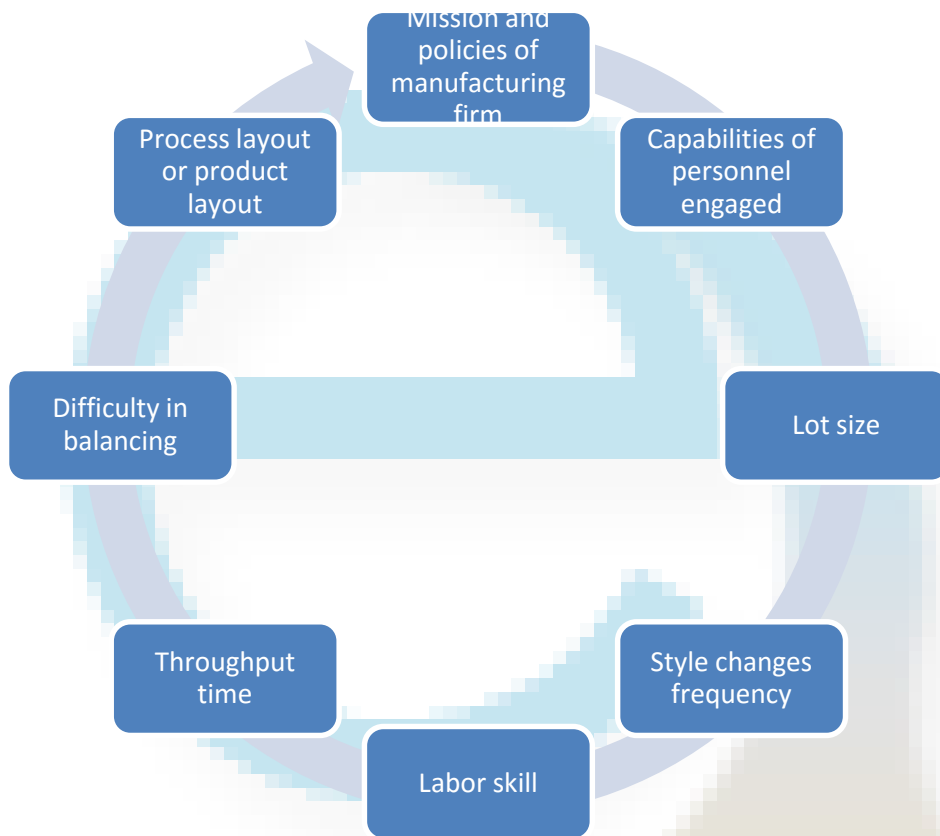 Mission and
policies of
manufacturing
firm
Capabilities of
personnel
engaged
Lot size
Style changes
frequency
Labor skill
Throughput
time
Difficulty in
balancing
Process layout
or product
layout